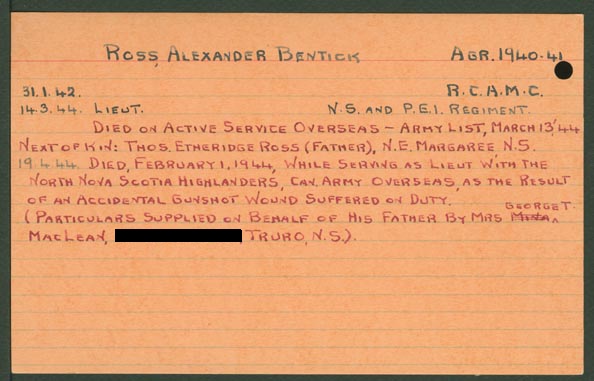 ROSS, ALEXANDER BENTICK AGR. 1940-41
31.1.42. R.C.A.M.C.
14.3.44. LIEUT. N.S. AND P.E.I. REGIMENT.
DIED ON ACTIVE SERVICE OVERSEAS - ARMY LIST, MARCH 13,'44
NEXT OF KIN: THOS. ETHERIDGE ROSS (FATHER), N.E. MARGAREE N.S.
19.4.44. DIED, FEBRUARY 1, 1944, WHILE SERVING AS LIEUT WITH THE
NORTH NOVA SCOTIA HIGHLANDERS, CAN. ARMY OVERSEAS, AS THE RESULT
OF AN ACCIDENTAL GUNSHOT WOUND SUFFERED ON DUTY.
GEORGE T.
(PARTICULARS SUPPLIED ON BEHALF OF HIS FATHER BY MRS
MACLEAN, TRURO, N.S.).